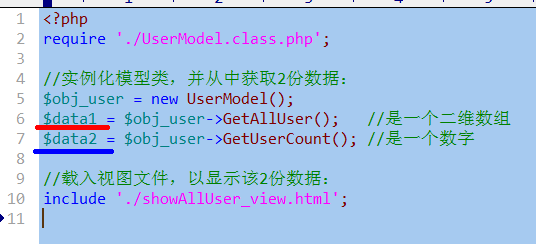 1 <?php
2 require './UserModel.class.php';
3
4 //实例化模型类，并从中获取2份数据：
5 $obj_user = new UserModel();
6 $data1 = $obj_user->GetAllUser(); //是一个二维数组
7 $data2 = $obj_user->GetUserCount(); //是一个数字
8
9 //载入视图文件，以显示该2份数据：
10 include './showAllUser_view.html';
11